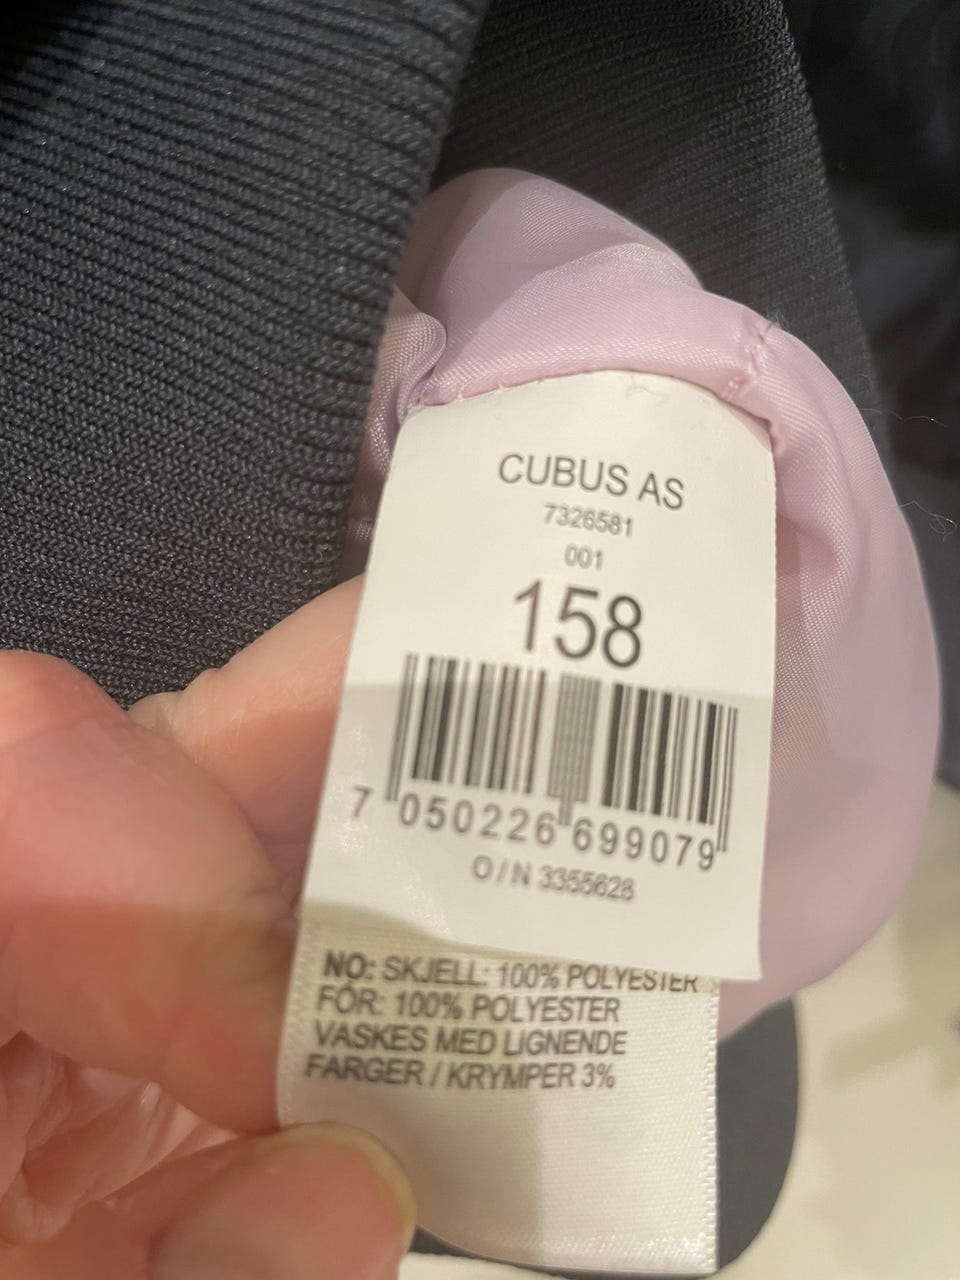 CUBUS AS
7326581
001
158
7 050226 699079
O/N 3355628
NO: SKJELL: 100% POLYESTER
FÓR: 100% POLYESTER
VASKES MED LIGNENDE
FARGER / KRYMPER 3%